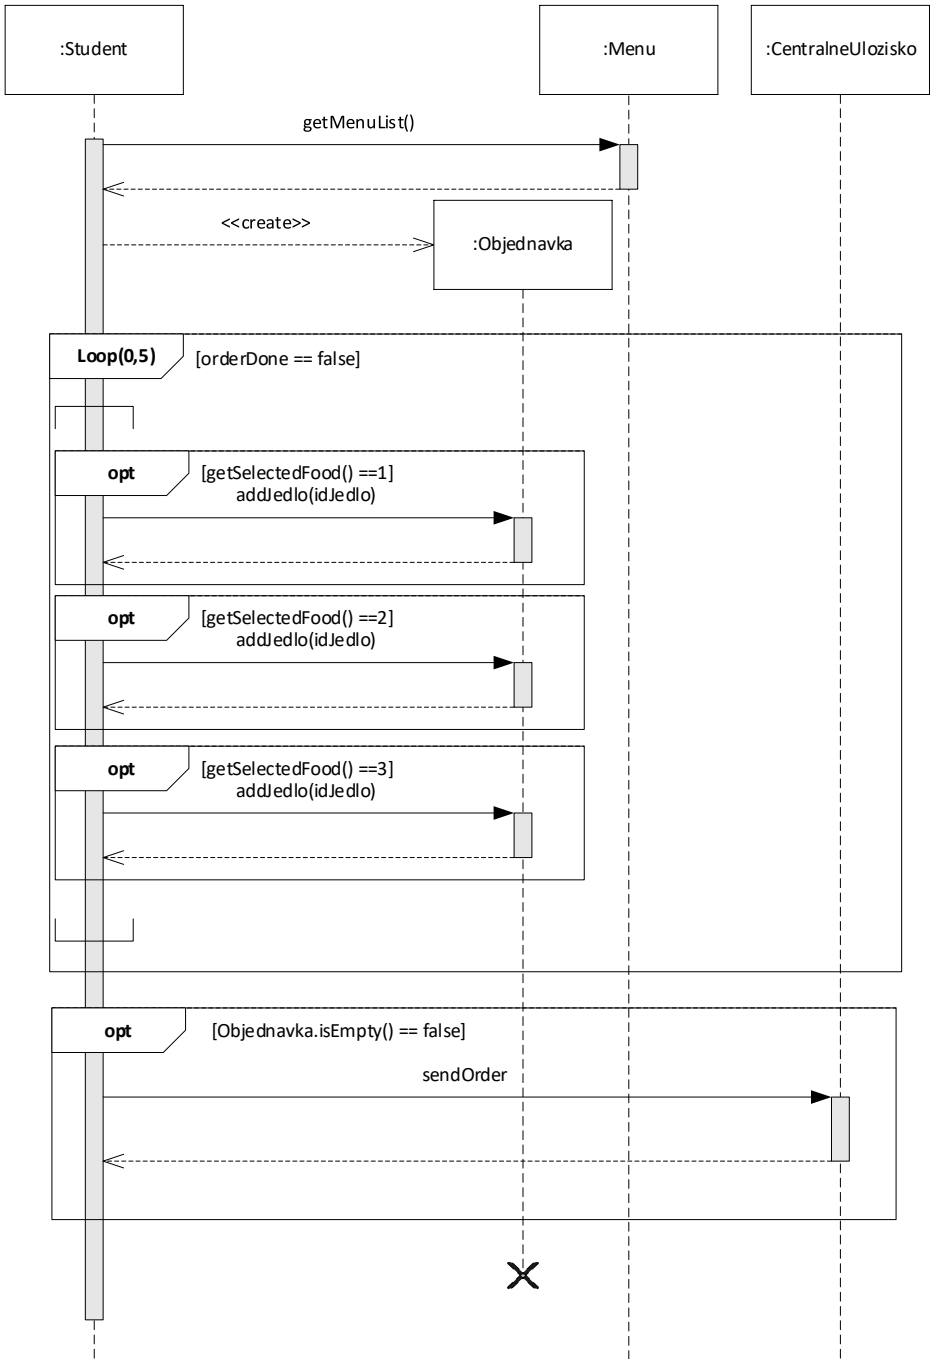 :Student
:Menu
:CentralneUlozisko
getMenuList()
<<create>>
:Objednavka
Loop(0,5)
[orderDone == false]
opt
[getSelectedFood() ==1]
addJedlo(idJedlo)
opt
[getSelectedFood() ==2]
addJedlo(idJedlo)
opt
[getSelectedFood() ==3]
addJedlo(idJedlo)
opt
[Objednavka.isEmpty() == false]
sendOrder